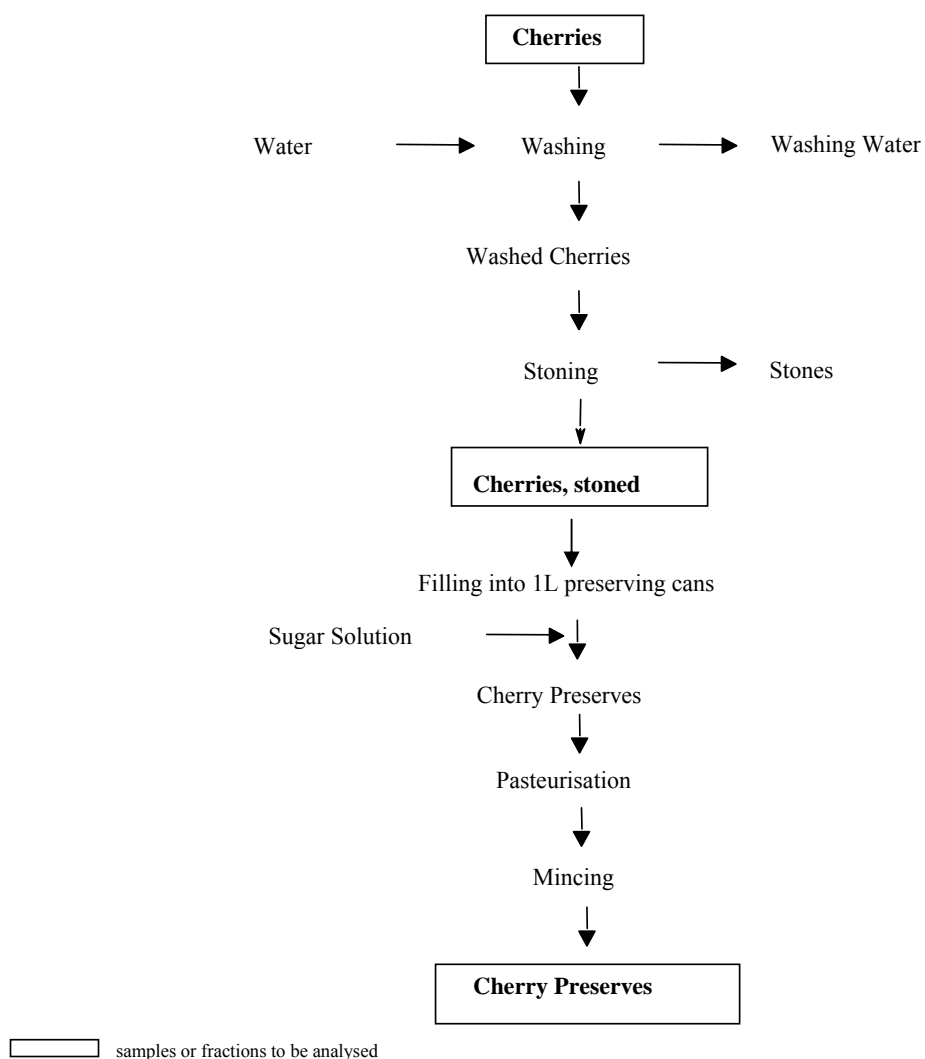 Cherries
Water
Washing
Washing Water
Washed Cherries
Stoning
Stones
Cherries, stoned
Filling into 1L preserving cans
Sugar Solution
Cherry Preserves
Pasteurisation
Mincing
Cherry Preserves
samples or fractions to be analysed